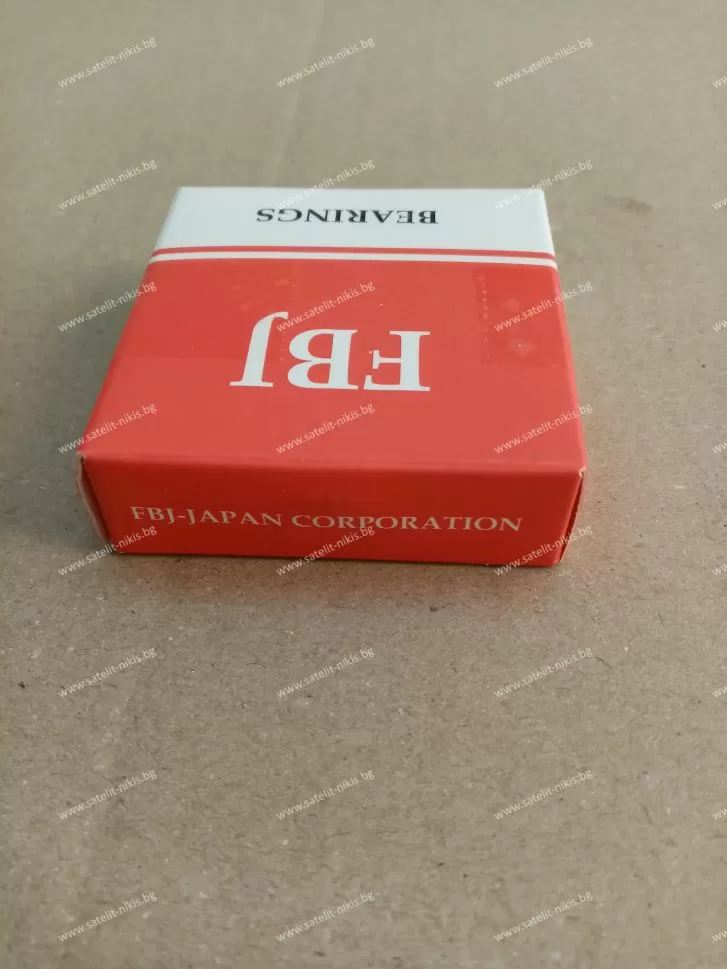 BEARINGS
FBJ
FBJ-JAPAN CORPORATION
www.satelit-nikis.bg